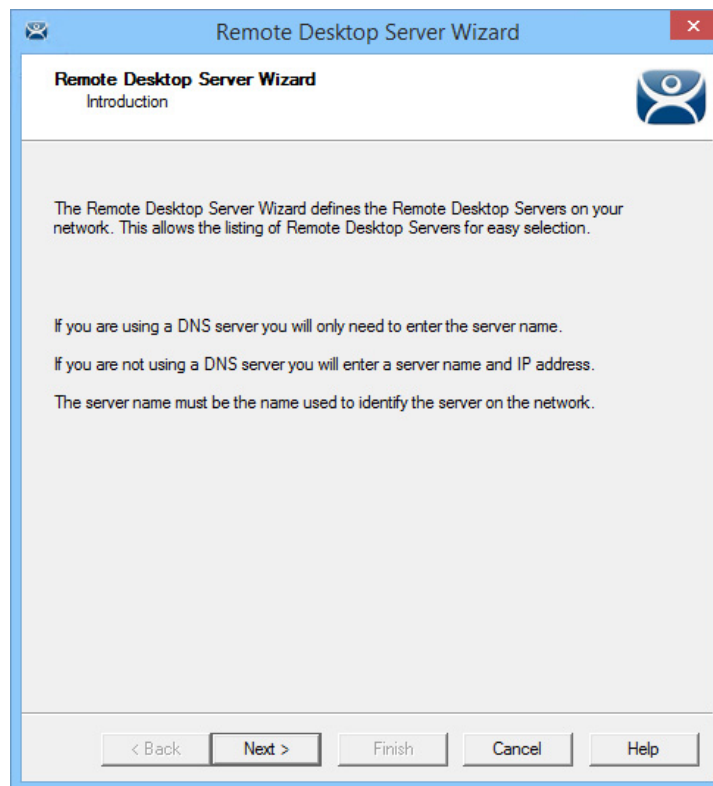 Remote Desktop Server Wizard
Remote Desktop Server Wizard
Introduction
The Remote Desktop Server Wizard defines the Remote Desktop Servers on your
network. This allows the listing of Remote Desktop Servers for easy selection.
If you are using a DNS server you will only need to enter the server name.
If you are not using a DNS server you will enter a server name and IP address.
The server name must be the name used to identify the server on the network.
< Back Next > Finish Cancel Help